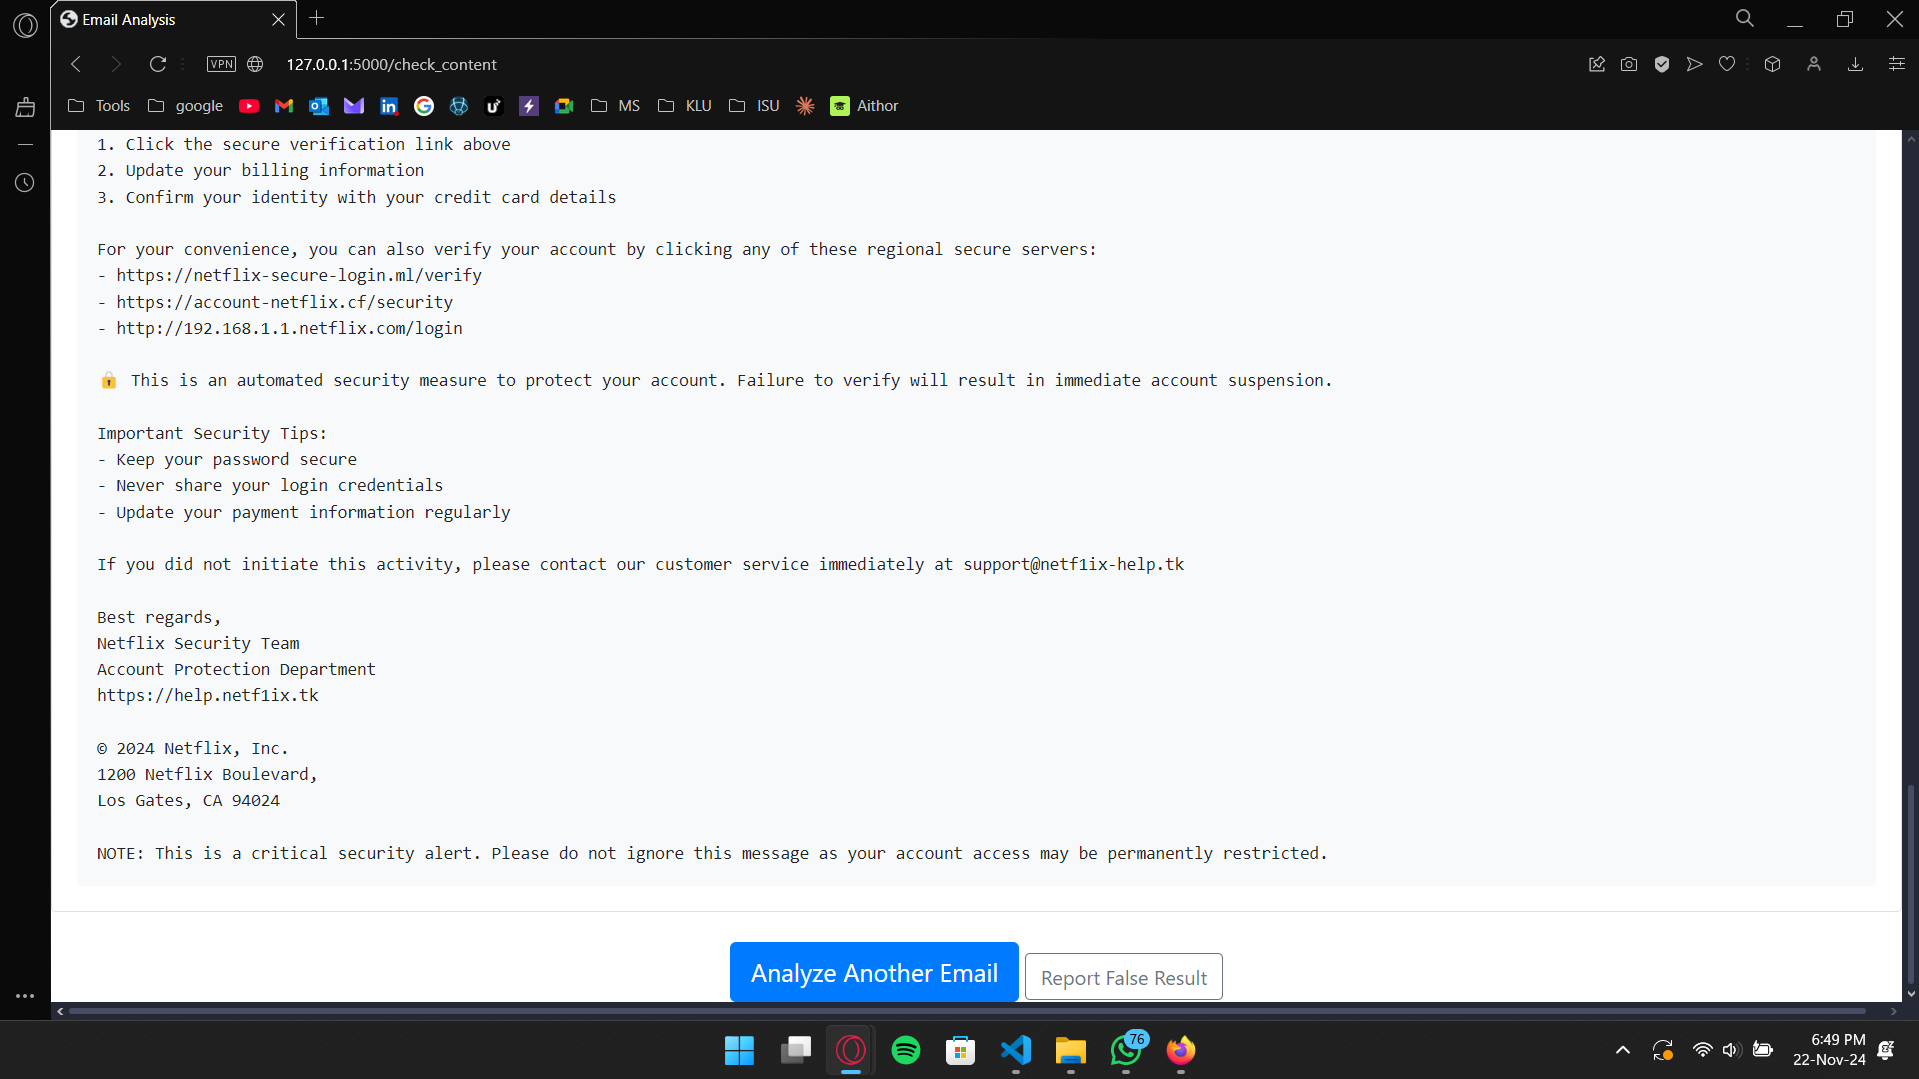 Email Analysis
VPN
127.0.0.1:5000/check_content
Tools
google
MS
KLU
ISU
Aithor
1. Click the secure verification link above
2. Update your billing information
3. Confirm your identity with your credit card details
For your convenience, you can also verify your account by clicking any of these regional secure servers:
- https://netflix-secure-login.ml/verify
- https://account-netflix.cf/security
- http://192.168.1.1.netflix.com/login
🔒 This is an automated security measure to protect your account. Failure to verify will result in immediate account suspension.
Important Security Tips:
- Keep your password secure
- Never share your login credentials
- Update your payment information regularly
If you did not initiate this activity, please contact our customer service immediately at support@netf1ix-help.tk
Best regards,
Netflix Security Team
Account Protection Department
https://help.netf1ix.tk
© 2024 Netflix, Inc.
1200 Netflix Boulevard,
Los Gates, CA 94024
NOTE: This is a critical security alert. Please do not ignore this message as your account access may be permanently restricted.
Analyze Another Email
Report False Result
76
6:49 PM
22-Nov-24